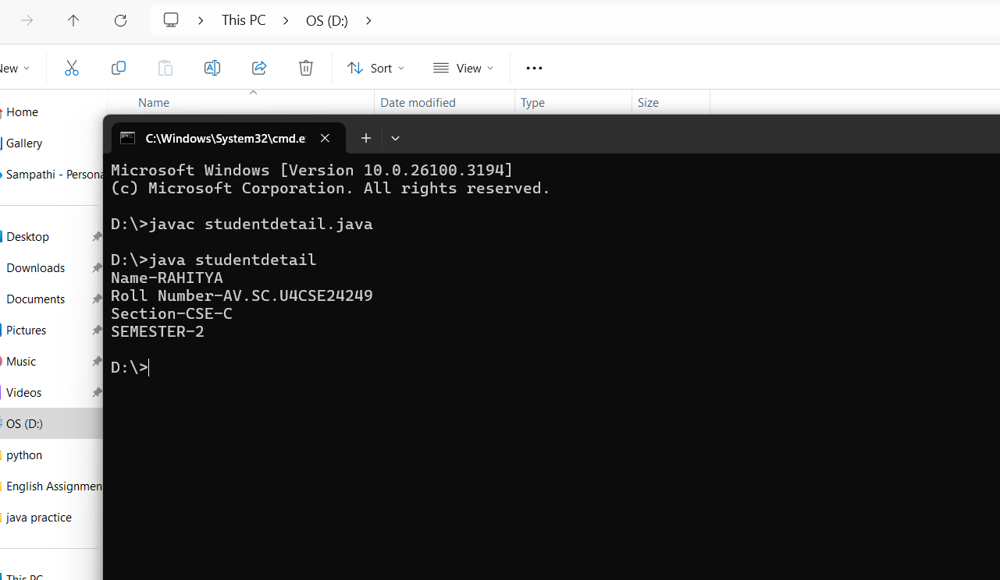 This PC
OS (D:)
New
Sort
View
Name
Date modified
Type
Size
Home
Gallery
Sampathi - Persona
Desktop
Downloads
Documents
Pictures
Music
Videos
OS (D:)
python
English Assignmen
java practice
This PC
C:\Windows\System32\cmd.e
Microsoft Windows [Version 10.0.26100.3194]
(c) Microsoft Corporation. All rights reserved.
D:\>javac studentdetail.java
D:\>java studentdetail
Name-RAHITYA
Roll Number-AV.SC.U4CSE24249
Section-CSE-C
SEMESTER-2
D:\>